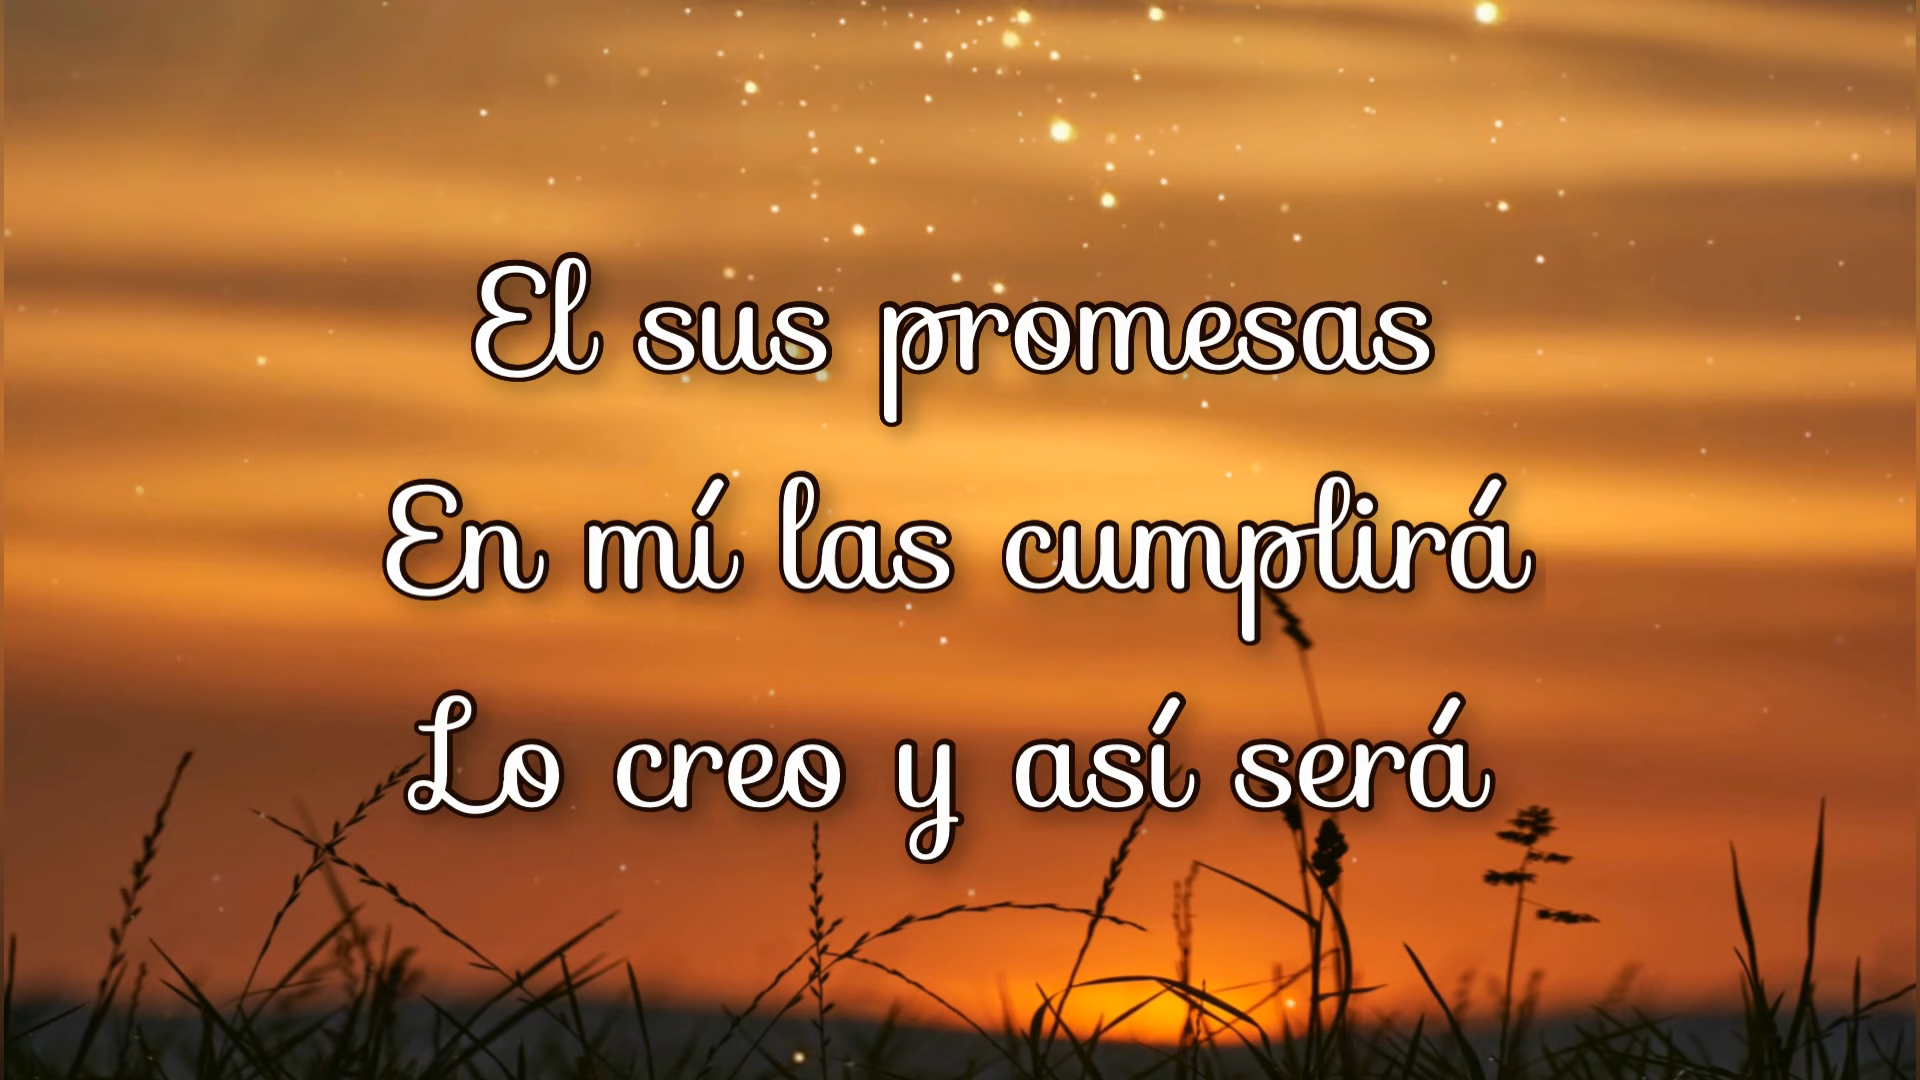 El sus promesas
En mí las cumplirá
Lo creo y así será